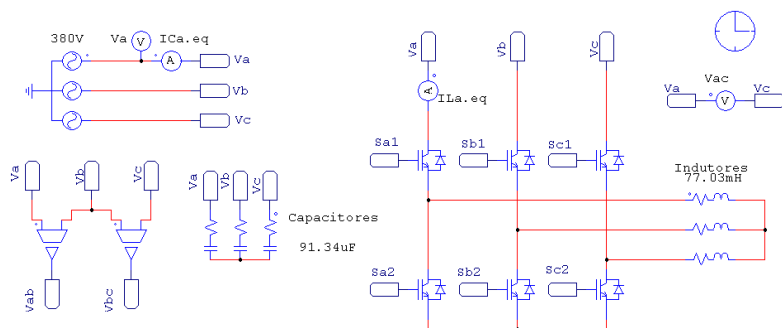 380V
Va
V
ICa.eq
A
Va
Vb
Vc
Va
Vb
Vc
A
ILa.eq
Vac
Va
V
Vc
Sa1
Sb1
Sc1
Indutores
77.03mH
Va
Vb
Vc
Va
Vb
Vc
Capacitores
91.34uF
Vab
Vbc
Sa2
Sb2
Sc2